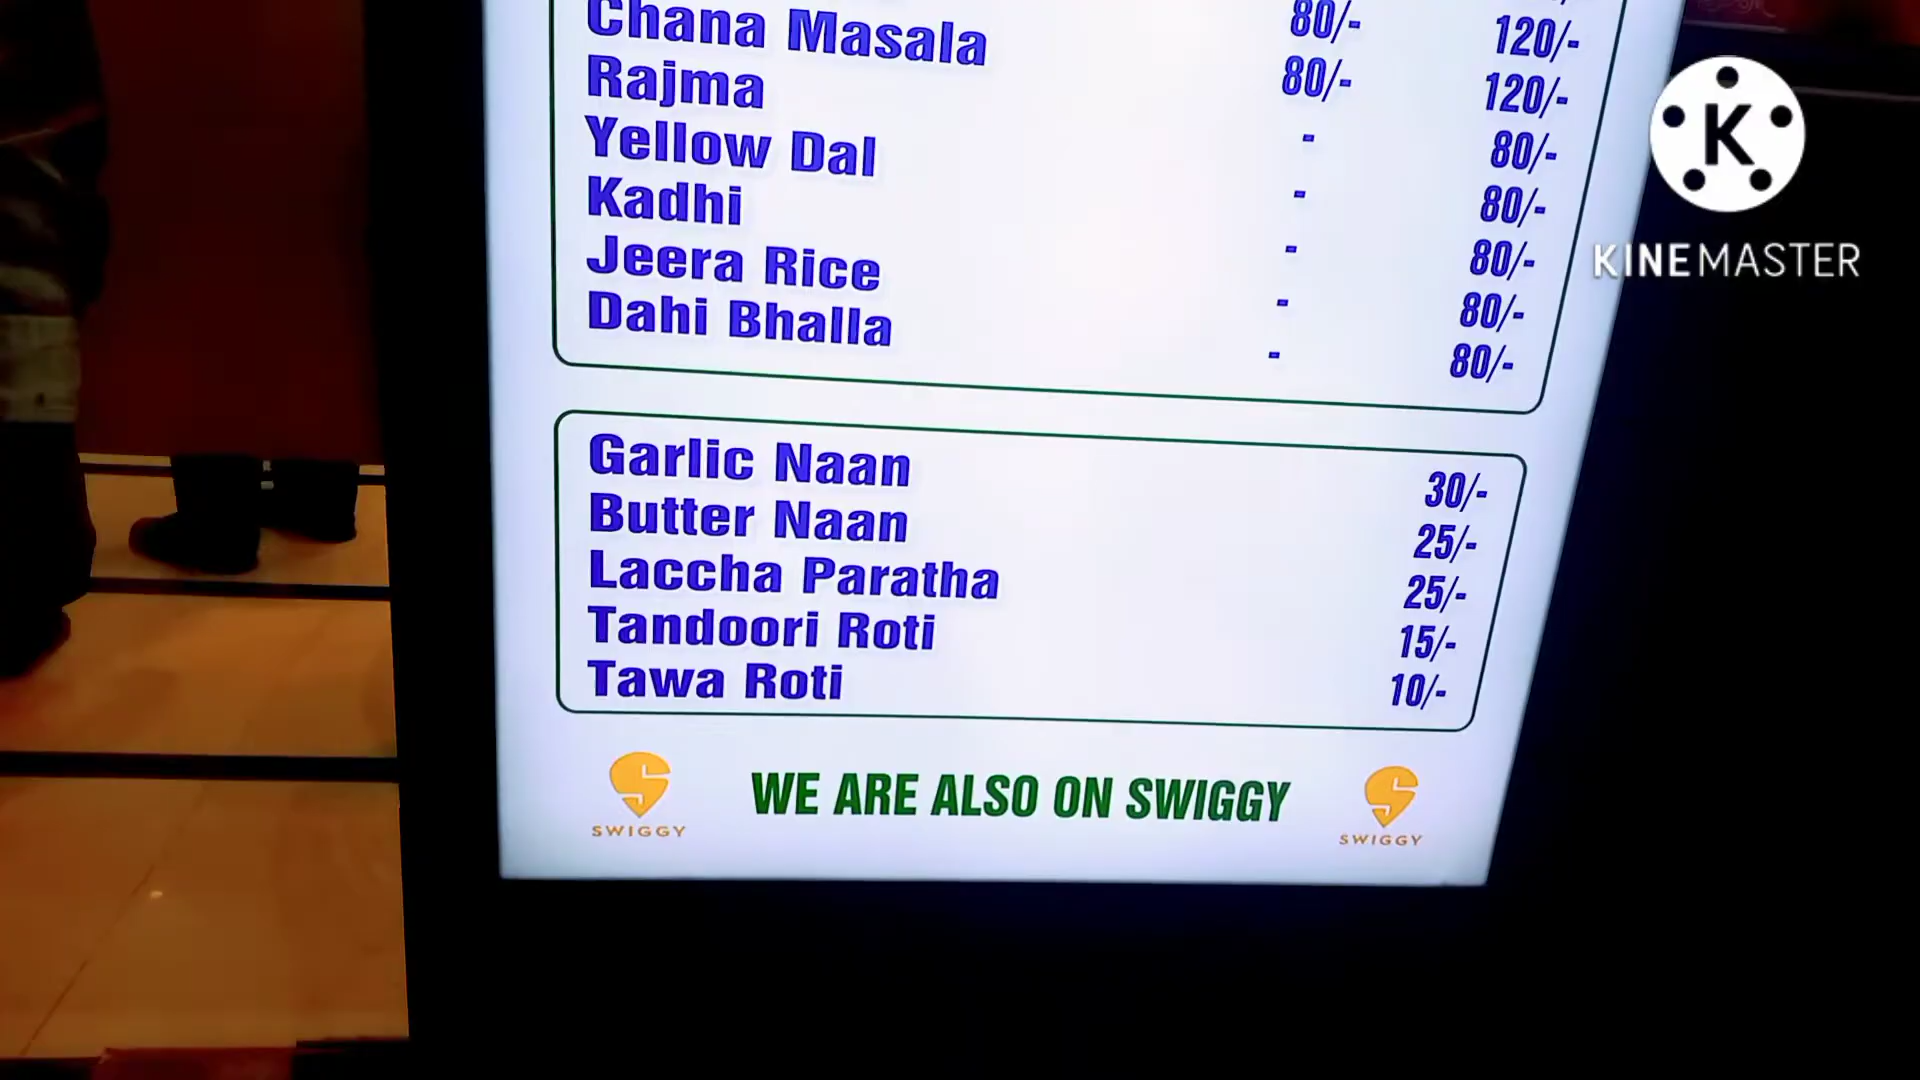 80/- 120/-
Chana Masala 80/- 120/-
Rajma - 80/-
Yellow Dal - 80/-
Kadhi - 80/-
Jeera Rice - 80/-
Dahi Bhalla - 80/-
Garlic Naan 30/-
Butter Naan 25/-
Laccha Paratha 25/-
Tandoori Roti 15/-
Tawa Roti 10/-
WE ARE ALSO ON SWIGGY
SWIGGY
SWIGGY
K
KINEMASTER